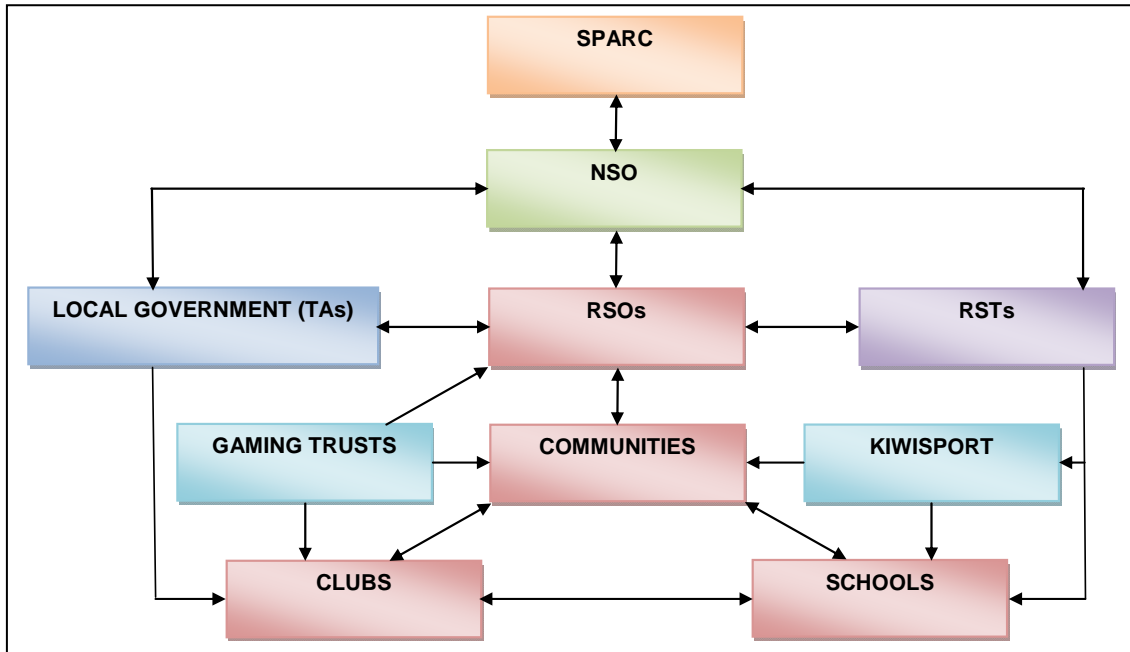 SPARC
NSO
LOCAL GOVERNMENT (TAs)
RSOs
RSTs
GAMING TRUSTS
COMMUNITIES
KIWISPORT
CLUBS
SCHOOLS